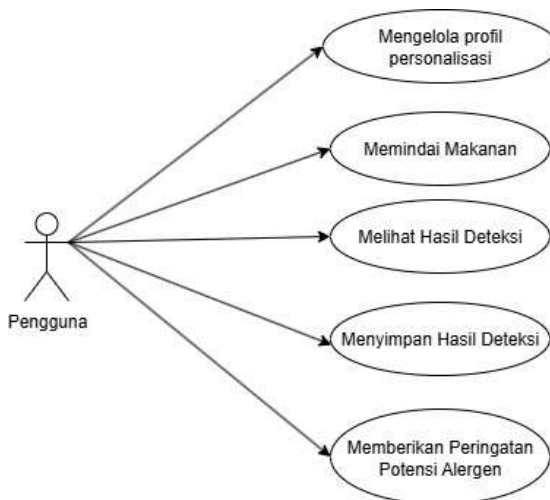 Mengelola profil
personalisasi
Memindai Makanan
Melihat Hasil Deteksi
Pengguna
Menyimpan Hasil Deteksi
Memberikan Peringatan
Potensi Alergen